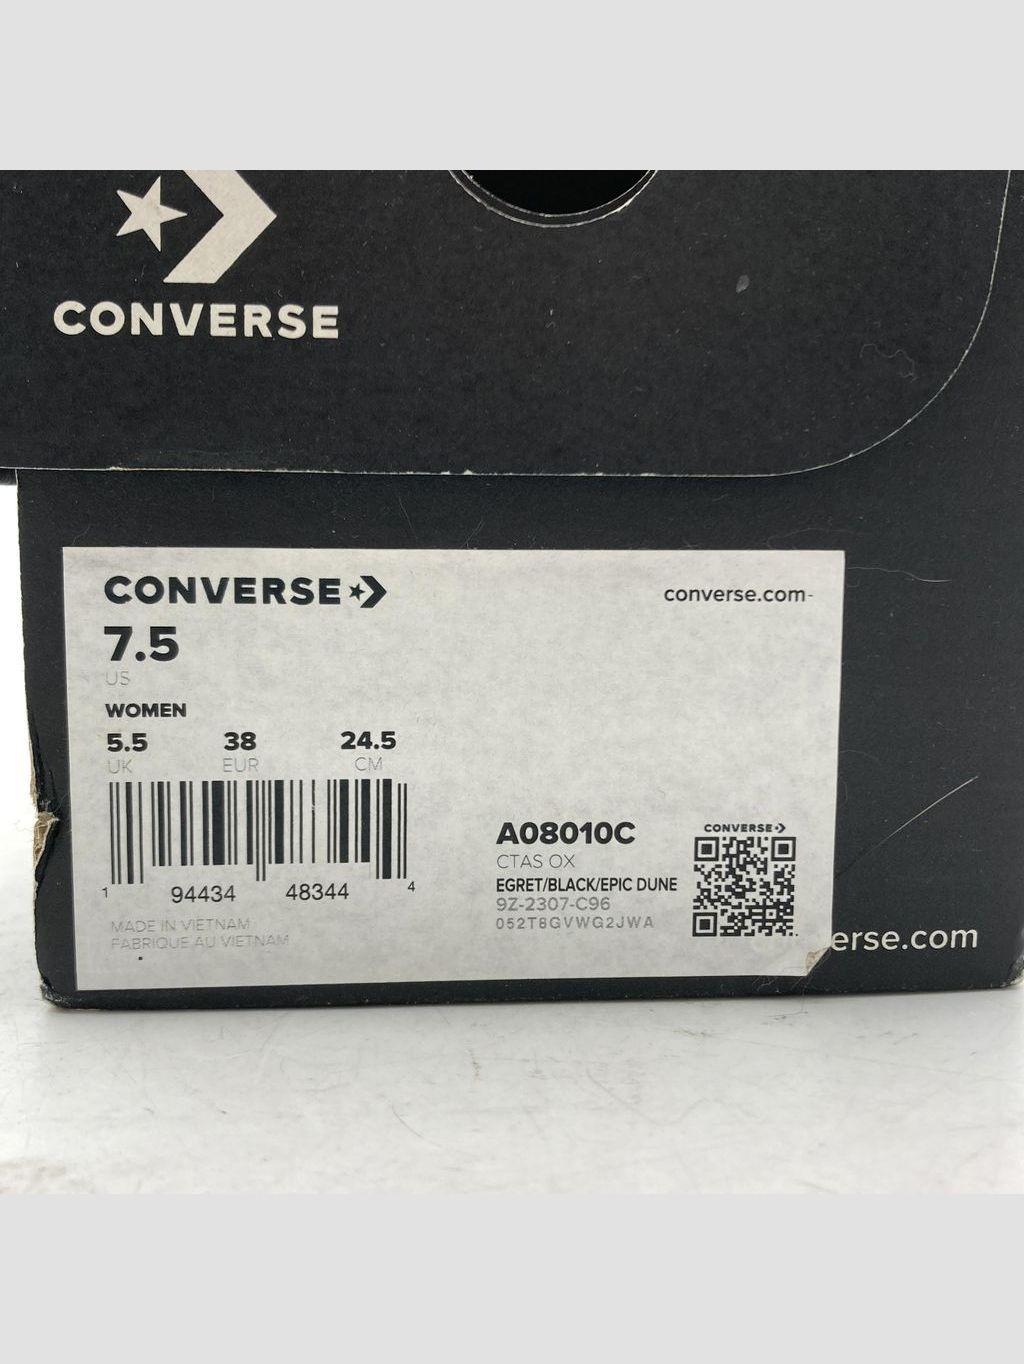 CONVERSE
CONVERSE
converse.com-
7.5
US
WOMEN
5.5 38 24.5
UK EUR CM
1 94434 48344 4
MADE IN VIETNAM
FABRIQUE AU VIETNAM
A08010C
CTAS OX
EGRET/BLACK/EPIC DUNE
9Z-2307-C96
052T8GVWG2JWA
CONVERSE
erse.com